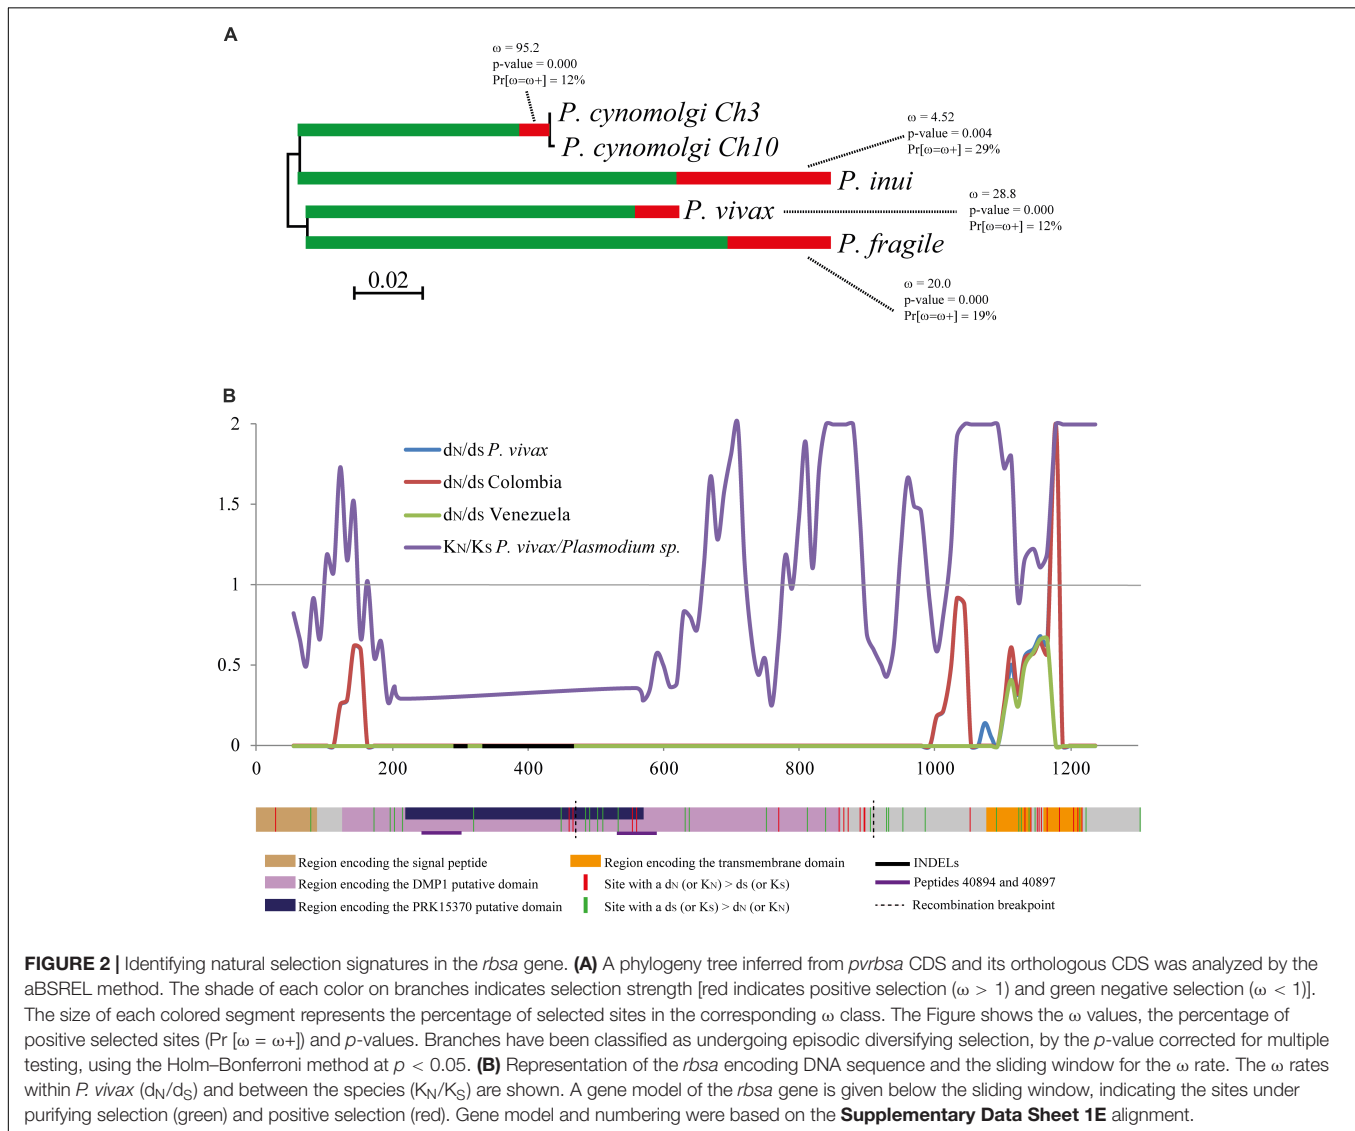 A
ω = 95.2
p-value = 0.000
Pr[ω=ω+] = 12%
P. cynomolgi Ch3
P. cynomolgi Ch10
ω = 4.52
p-value = 0.004
Pr[ω=ω+] = 29%
P. inui
ω = 28.8
p-value = 0.000
Pr[ω=ω+] = 12%
P. vivax
P. fragile
0.02
ω = 20.0
p-value = 0.000
Pr[ω=ω+] = 19%
B
2
1.5
1
0.5
0
dN/ds P. vivax
dN/ds Colombia
dN/ds Venezuela
KN/Ks P. vivax/Plasmodium sp.
0 200 400 600 800 1000 1200
Region encoding the signal peptide
Region encoding the DMP1 putative domain
Region encoding the PRK15370 putative domain
Region encoding the transmembrane domain
Site with a dN (or KN) > ds (or Ks)
Site with a ds (or Ks) > dN (or KN)
INDELs
Peptides 40894 and 40897
Recombination breakpoint
FIGURE 2 | Identifying natural selection signatures in the rbsa gene. (A) A phylogeny tree inferred from pvrbsa CDS and its orthologous CDS was analyzed by the
aBSREL method. The shade of each color on branches indicates selection strength [red indicates positive selection (ω > 1) and green negative selection (ω < 1)].
The size of each colored segment represents the percentage of selected sites in the corresponding ω class. The Figure shows the ω values, the percentage of
positive selected sites (Pr [ω = ω+]) and p-values. Branches have been classified as undergoing episodic diversifying selection, by the p-value corrected for multiple
testing, using the Holm–Bonferroni method at p < 0.05. (B) Representation of the rbsa encoding DNA sequence and the sliding window for the ω rate. The ω rates
within P. vivax (dN/dS) and between the species (KN/KS) are shown. A gene model of the rbsa gene is given below the sliding window, indicating the sites under
purifying selection (green) and positive selection (red). Gene model and numbering were based on the Supplementary Data Sheet 1E alignment.